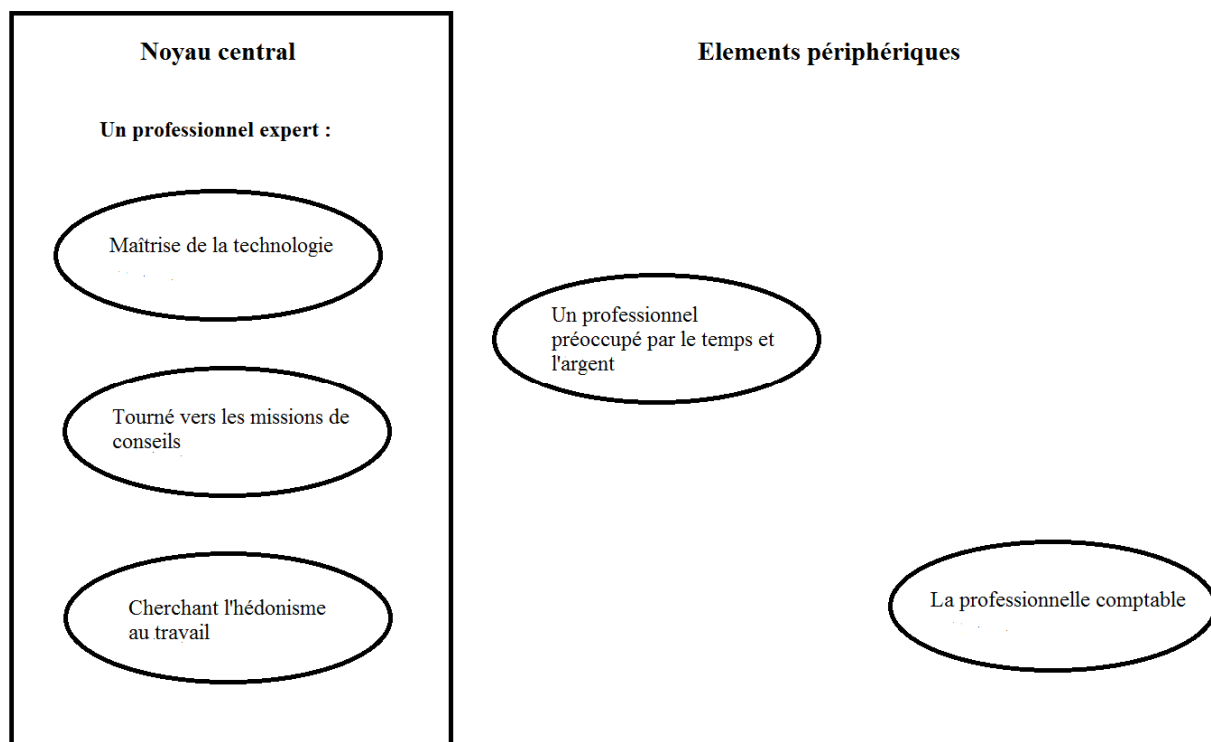 Noyau central
Elements périphériques
Un professionnel expert :
Maîtrise de la technologie
Un professionnel
préoccupé par le temps et
l'argent
Tourné vers les missions de
conseils
Cherchant l'hédonisme
au travail
La professionnelle comptable